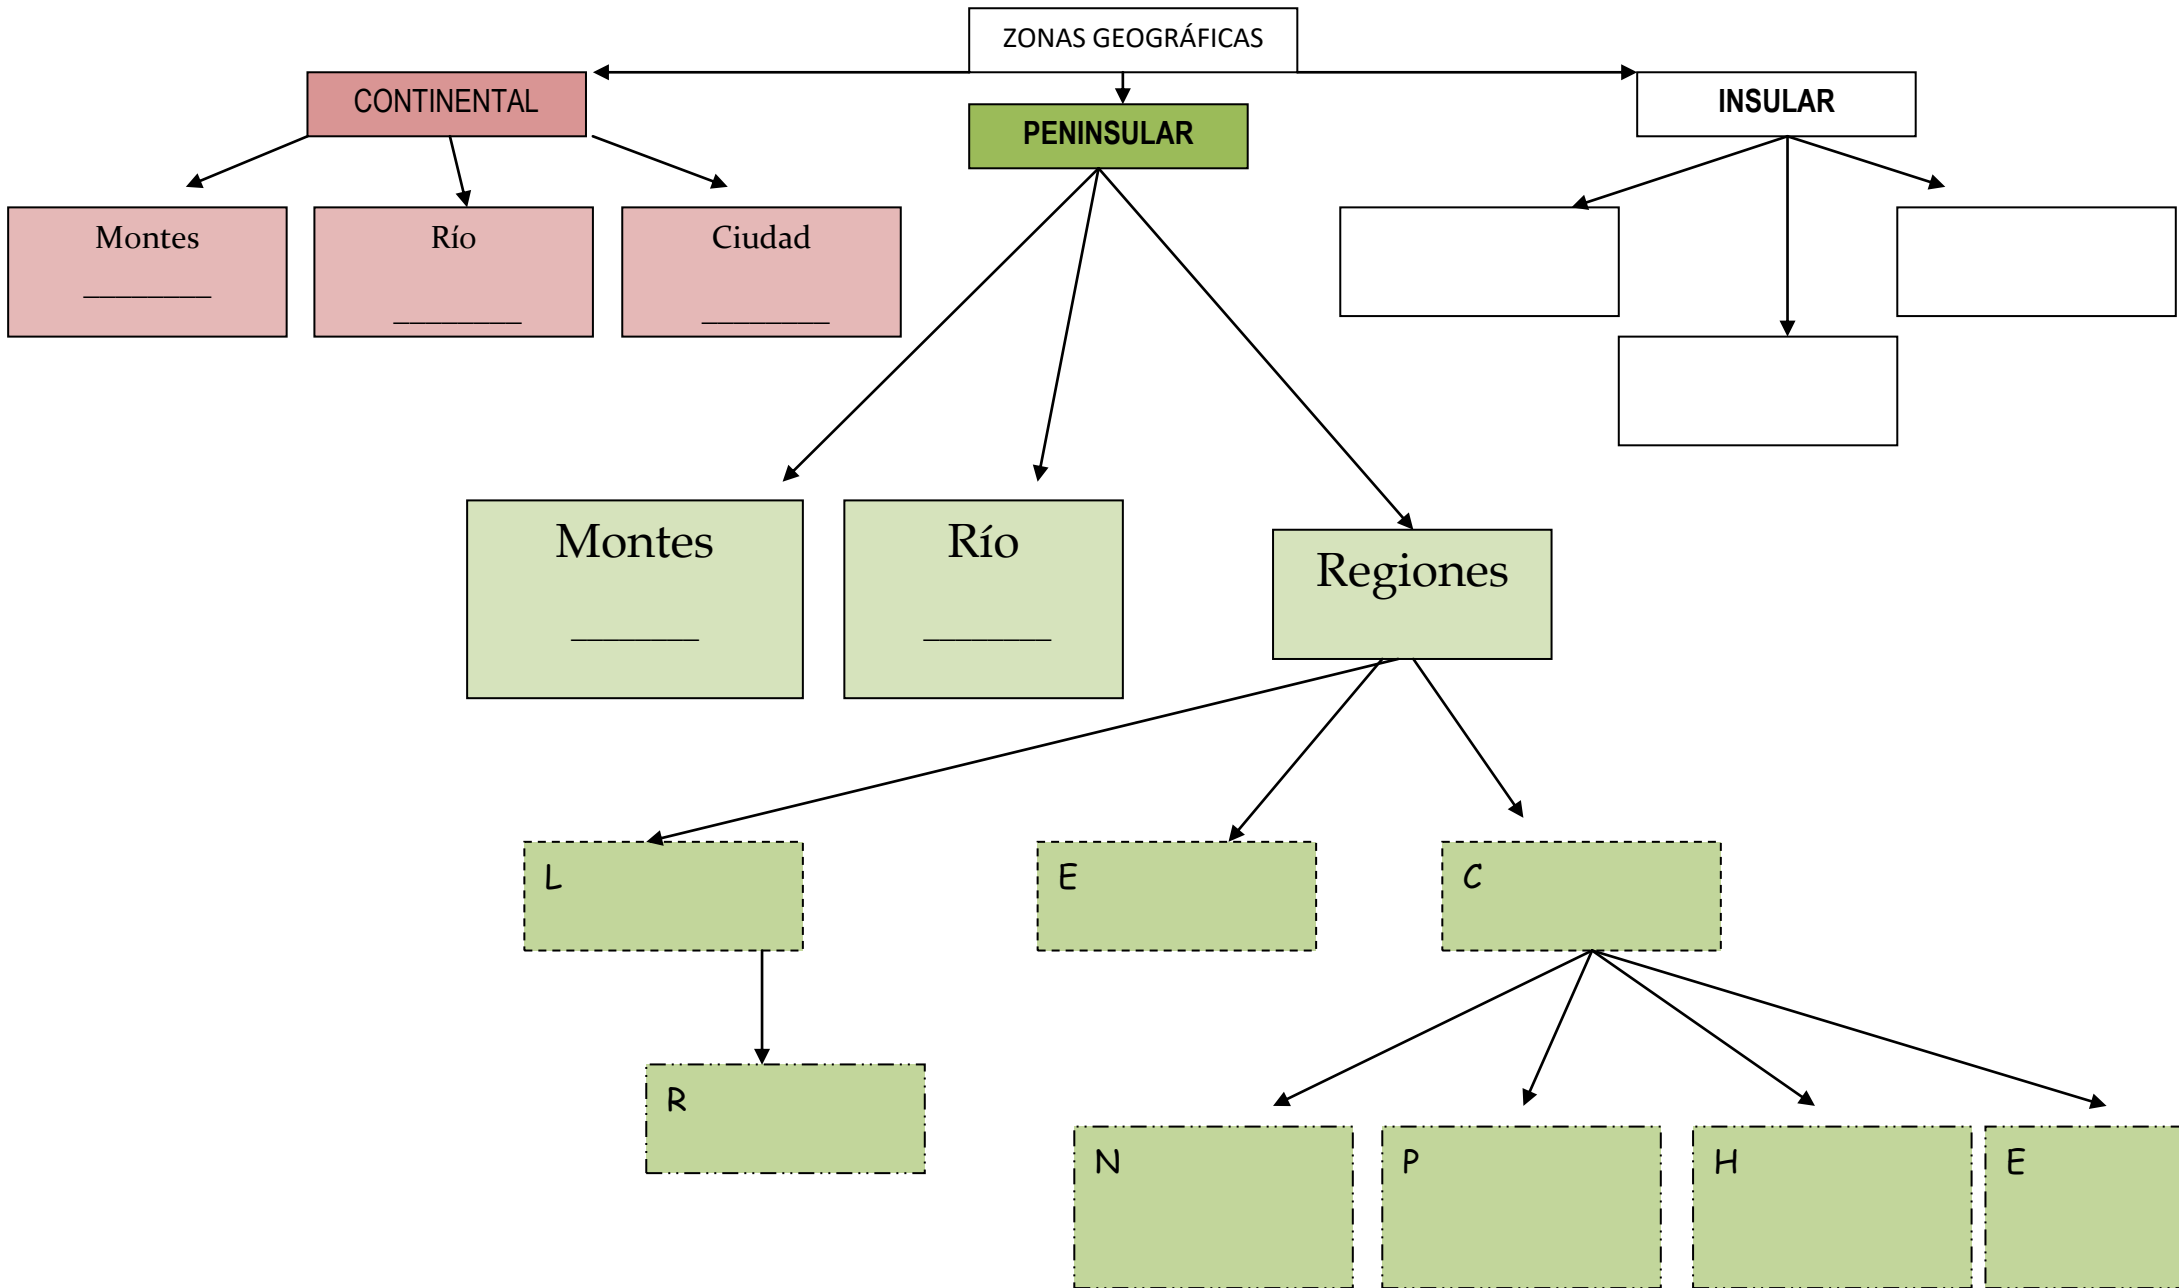 ZONAS GEOGRÁFICAS
CONTINENTAL
PENINSULAR
INSULAR
Montes
________
Río
________
Ciudad
________
Montes
________
Río
________
Regiones
L
E
C
R
N
P
H
E